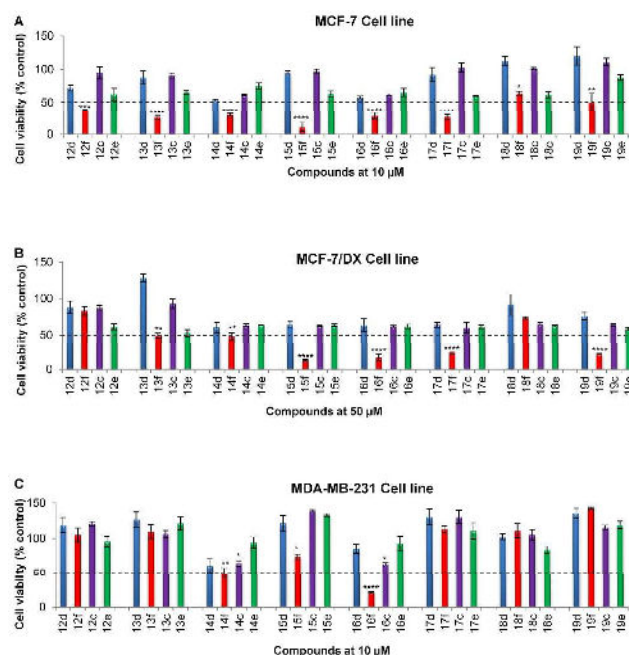 A
MCF-7 Cell line
Cell viability (% control)
150
100
50
0
12d 12f 12c 12e 13d 13f 13c 13e 14d 14f 14c 14e 15d 15f 15c 15e 16d 16f 16c 16e 17d 17f 17c 17e 18d 18f 18c 18c 19d 19f 19c 19e
Compounds at 10 µM
B
MCF-7/DX Cell line
Cell viability (% control)
150
100
50
0
12d 12f 12c 12e 13d 13f 13c 13e 14d 14f 14c 14e 15d 15f 15c 15e 16d 16f 16c 16e 17d 17f 17c 17e 18d 18f 18c 18e 19d 19f 19c
Compounds at 50 µM
C
MDA-MB-231 Cell line
Cell viability (% control)
150
100
50
0
12d 12f 12c 12e 13d 13f 13c 13e 14d 14f 14c 14e 15d 15f 15c 15e 16d 16f 16c 16e 17d 17f 17c 17e 18d 18f 18c 18e 19d 19f 19c 19e
Compounds at 10 µM